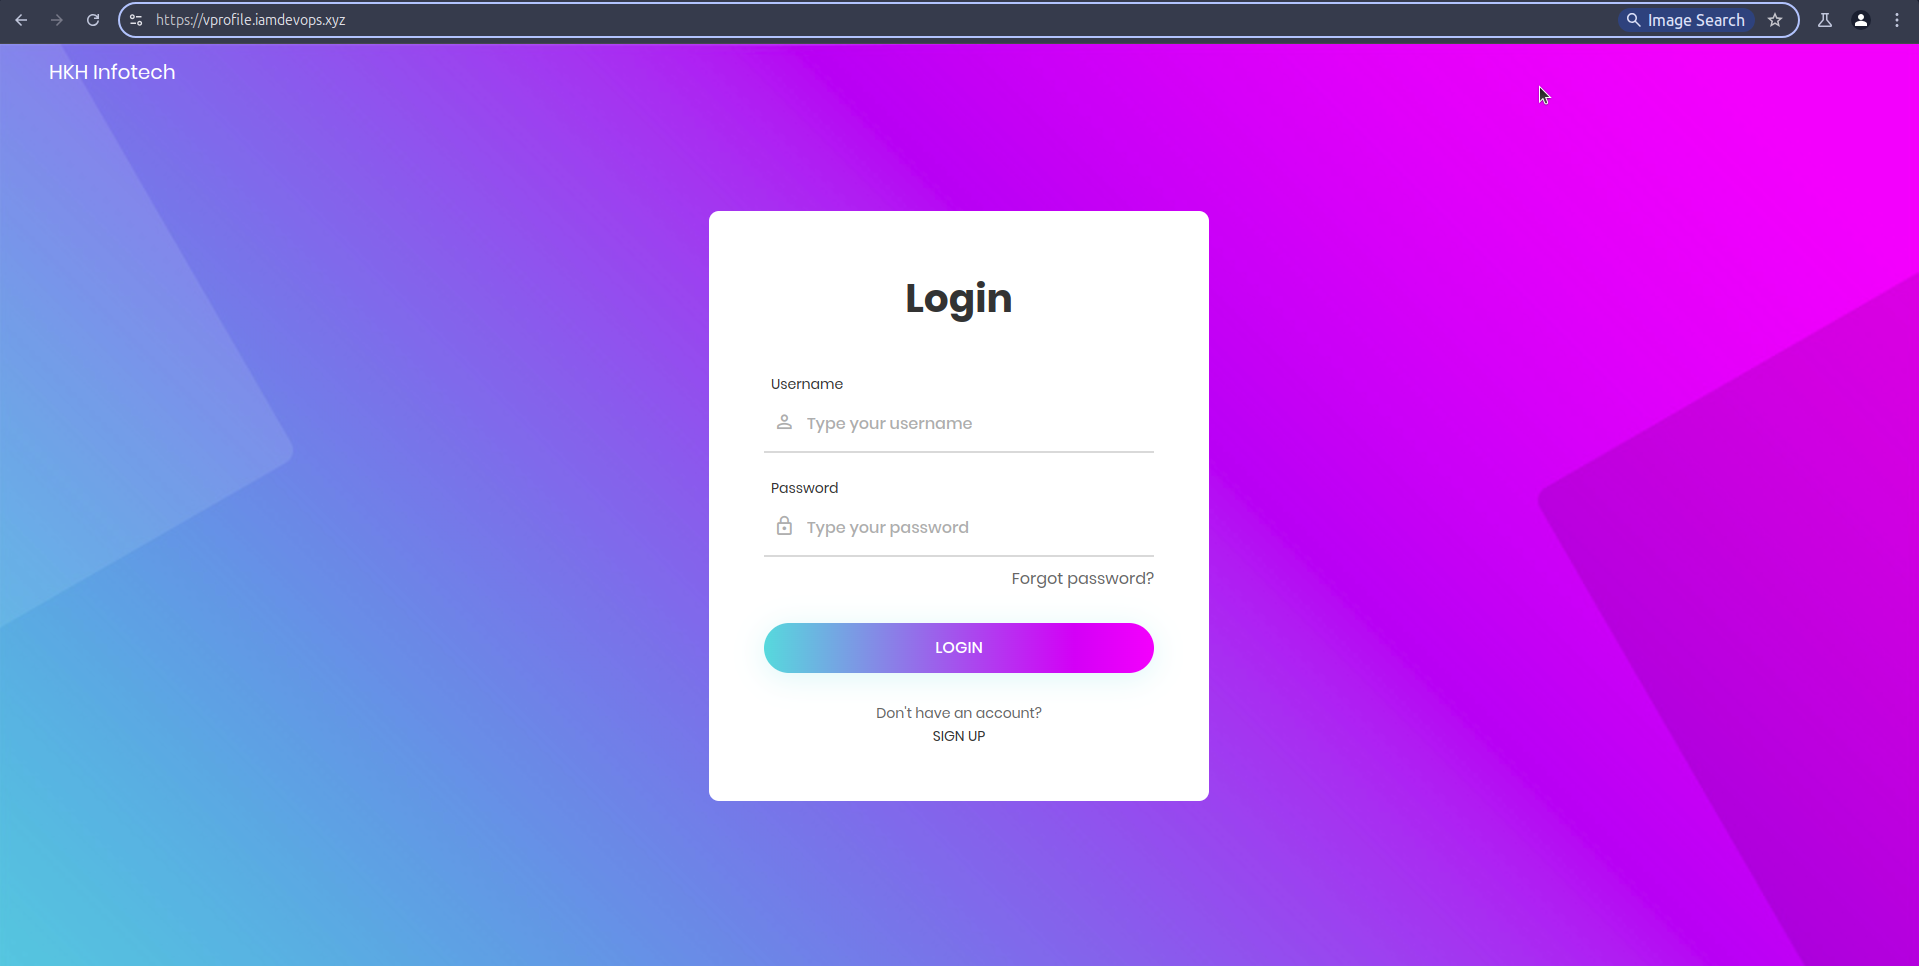 https://vprofile.iamdevops.xyz
Image Search
HKH Infotech
Login
Username
Type your username
Password
Type your password
Forgot password?
LOGIN
Don't have an account?
SIGN UP